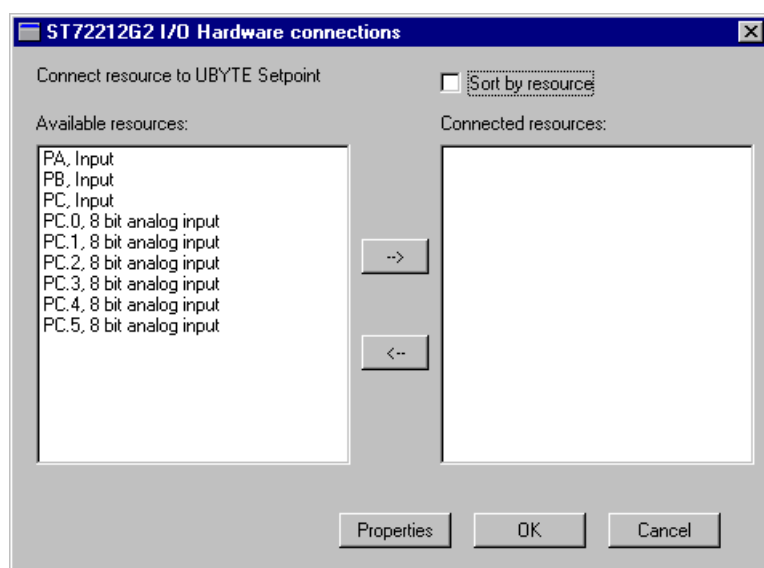 ST72212G2 I/O Hardware connections
Connect resource to UBYTE Setpoint
Sort by resource
Available resources:
Connected resources:
PA, Input
PB, Input
PC, Input
PC.0, 8 bit analog input
PC.1, 8 bit analog input
PC.2, 8 bit analog input
PC.3, 8 bit analog input
PC.4, 8 bit analog input
PC.5, 8 bit analog input
-->
<--
Properties
OK
Cancel